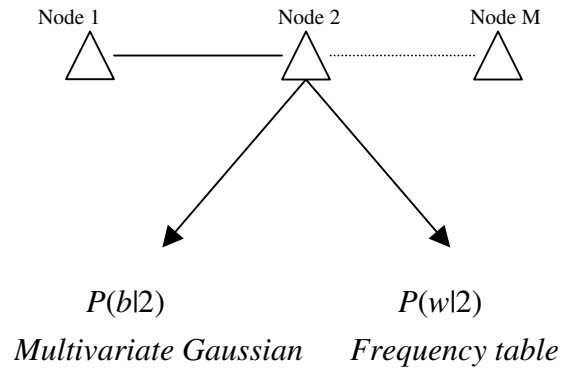 Node 1 Node 2 Node M
P(b|2) P(w|2)
Multivariate Gaussian Frequency table